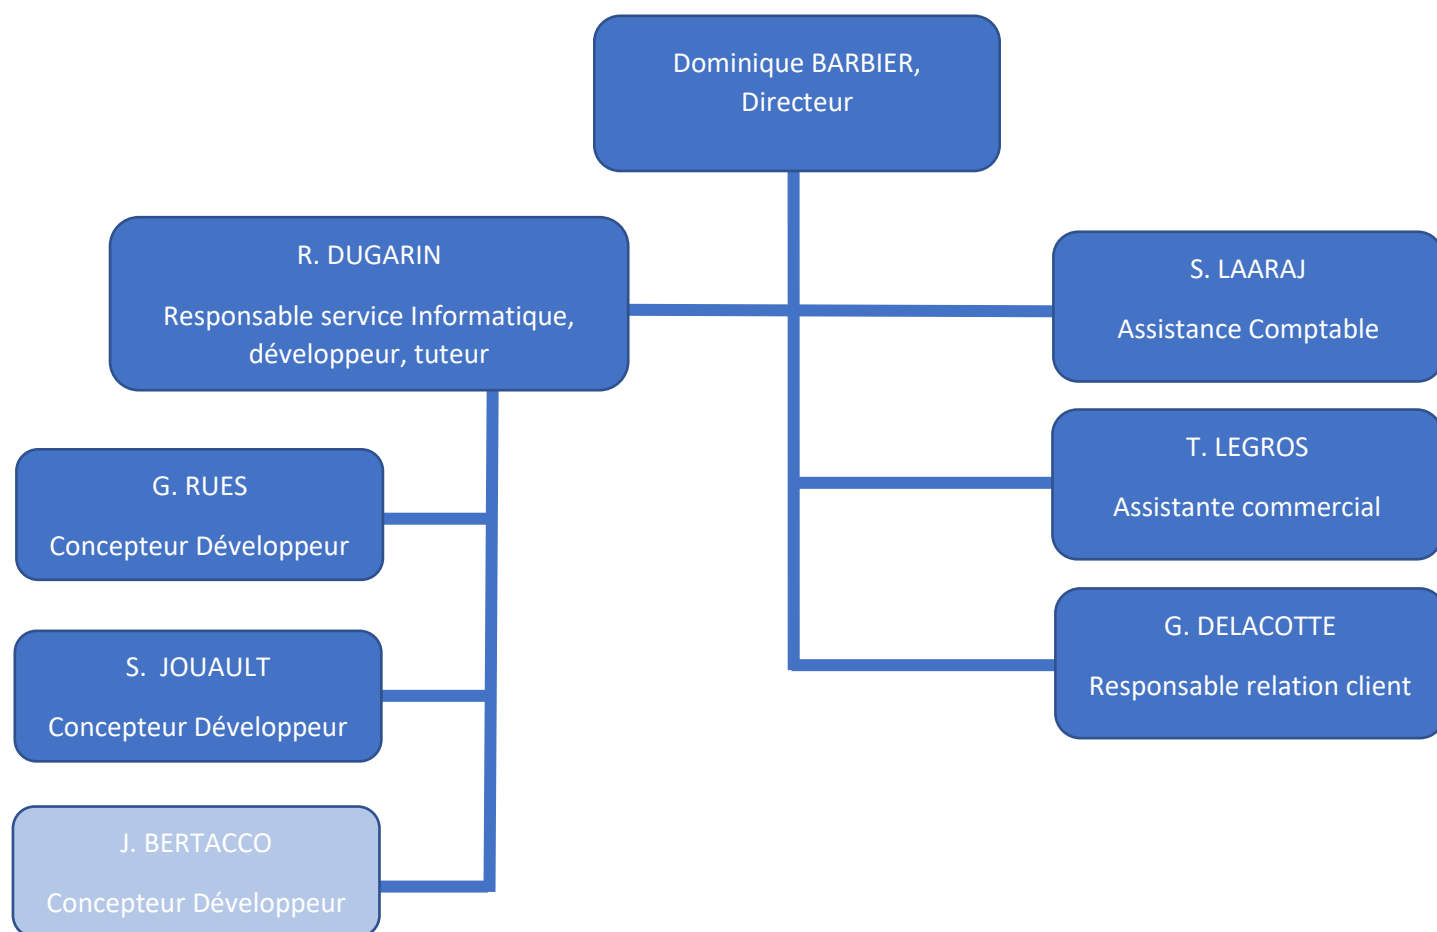 Dominique BARBIER,
Directeur
R. DUGARIN
Responsable service Informatique,
développeur, tuteur
S. LAARAJ
Assistance Comptable
T. LEGROS
Assistante commercial
G. DELACOTTE
Responsable relation client
G. RUES
Concepteur Développeur
S.  JOUAULT
Concepteur Développeur
J. BERTACCO
Concepteur Développeur